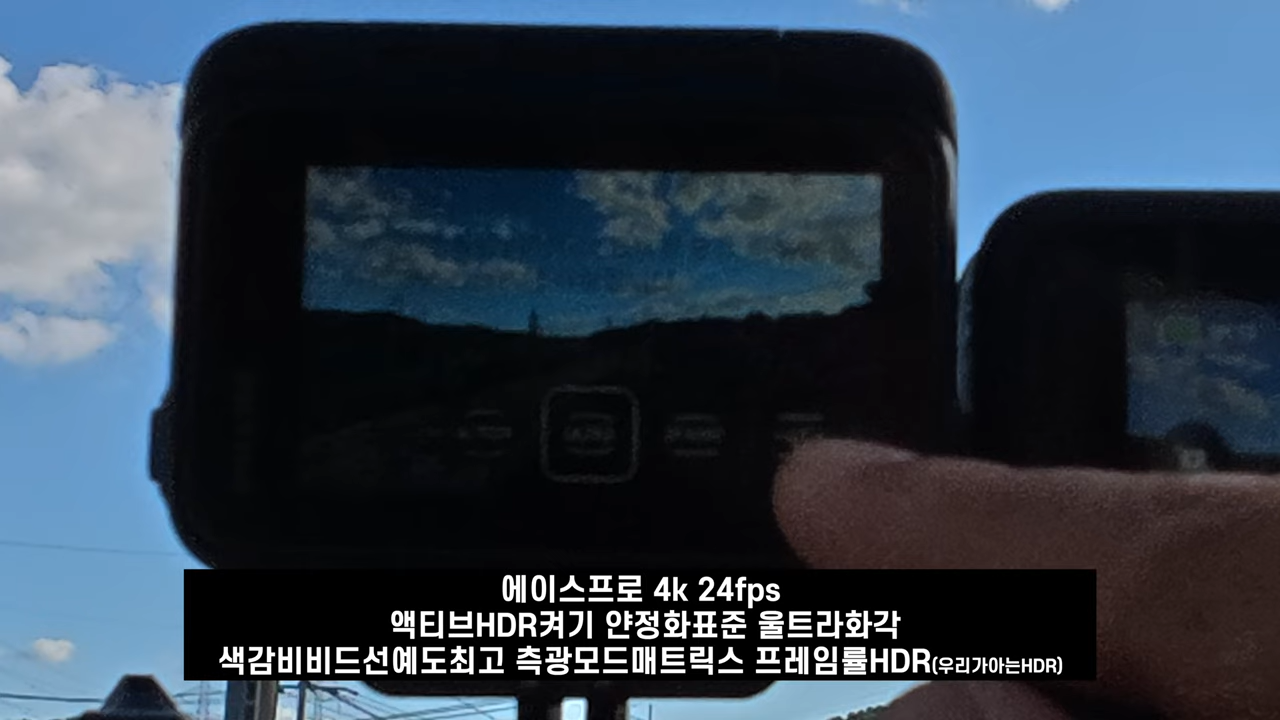 에이스프로 4k 24fps
액티브HDR켜기 얀정화표준 울트라화각
색감비비드선예도최고 측광모드매트릭스 프레임률HDR(우리가아는HDR)